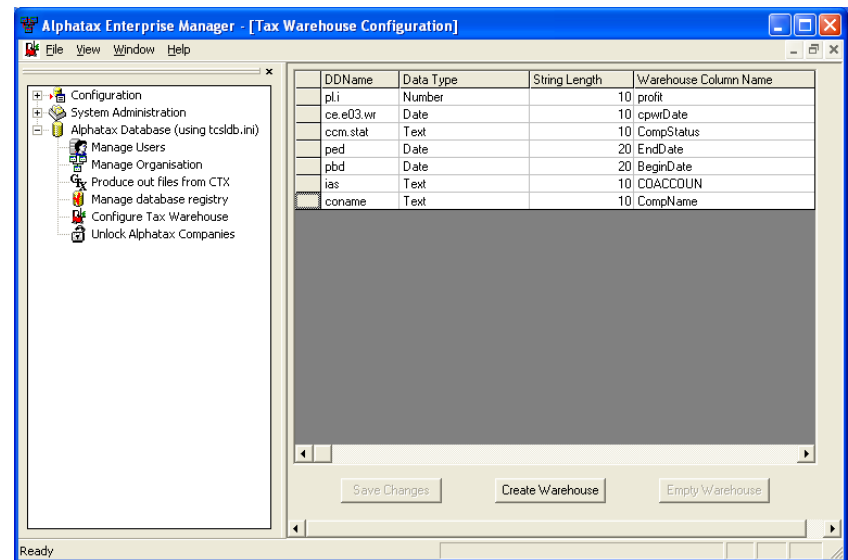 Alphatax Enterprise Manager - [Tax Warehouse Configuration]
File View Window Help
Configuration
System Administration
Alphatax Database (using tcsldb.ini)
Manage Users
Manage Organisation
Produce out files from CTX
Manage database registry
Configure Tax Warehouse
Unlock Alphatax Companies
DDName Data Type String Length Warehouse Column Name
pl.i Number 10 profit
ce.e03.wr Date 10 cpwrDate
ccm.stat Text 10 CompStatus
ped Date 20 EndDate
pbd Date 20 BeginDate
ias Text 10 COACCOUN
coname Text 10 CompName
Save Changes Create Warehouse Empty Warehouse
Ready